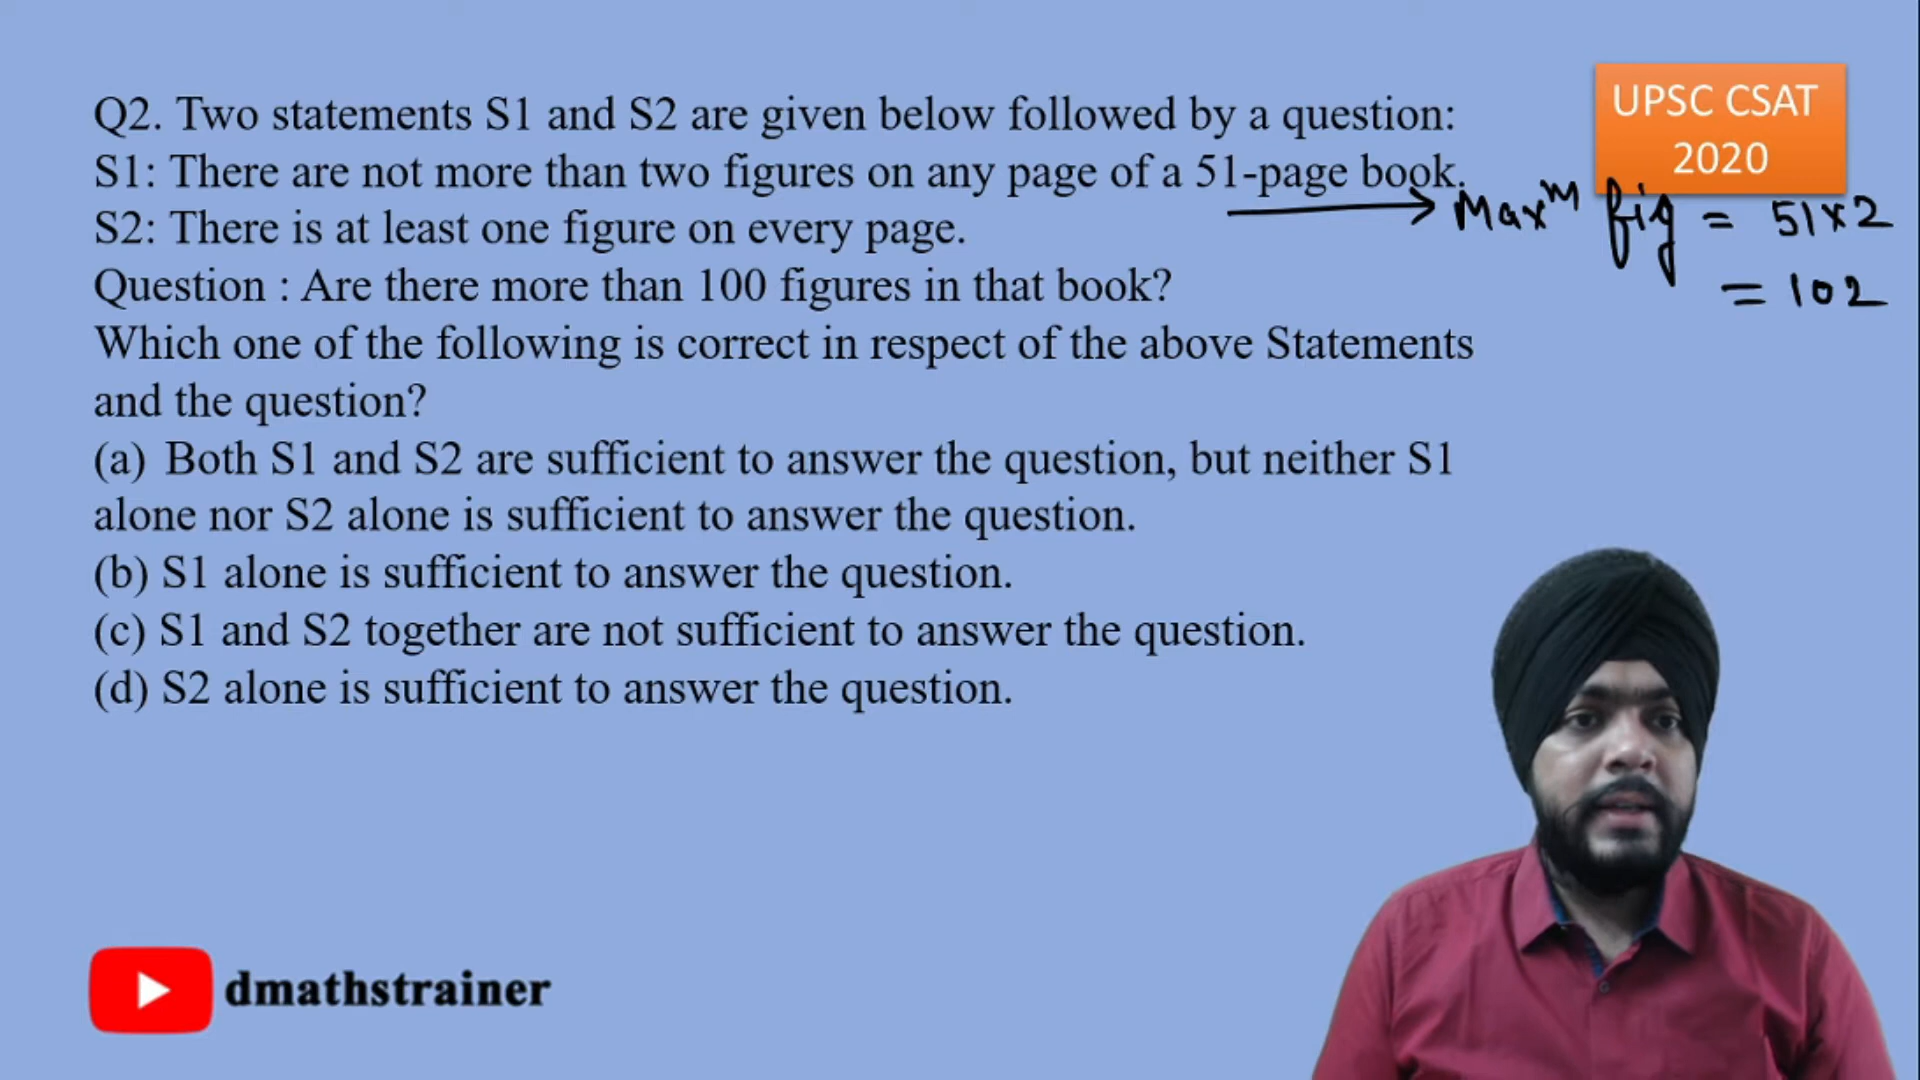 Q2. Two statements S1 and S2 are given below followed by a question:
S1: There are not more than two figures on any page of a 51-page book.
S2: There is at least one figure on every page.
Question : Are there more than 100 figures in that book?
Which one of the following is correct in respect of the above Statements
and the question?
(a) Both S1 and S2 are sufficient to answer the question, but neither S1
alone nor S2 alone is sufficient to answer the question.
(b) S1 alone is sufficient to answer the question.
(c) S1 and S2 together are not sufficient to answer the question.
(d) S2 alone is sufficient to answer the question.
UPSC CSAT
2020
Maxᵐ fig = 51×2
= 102
dmathstrainer